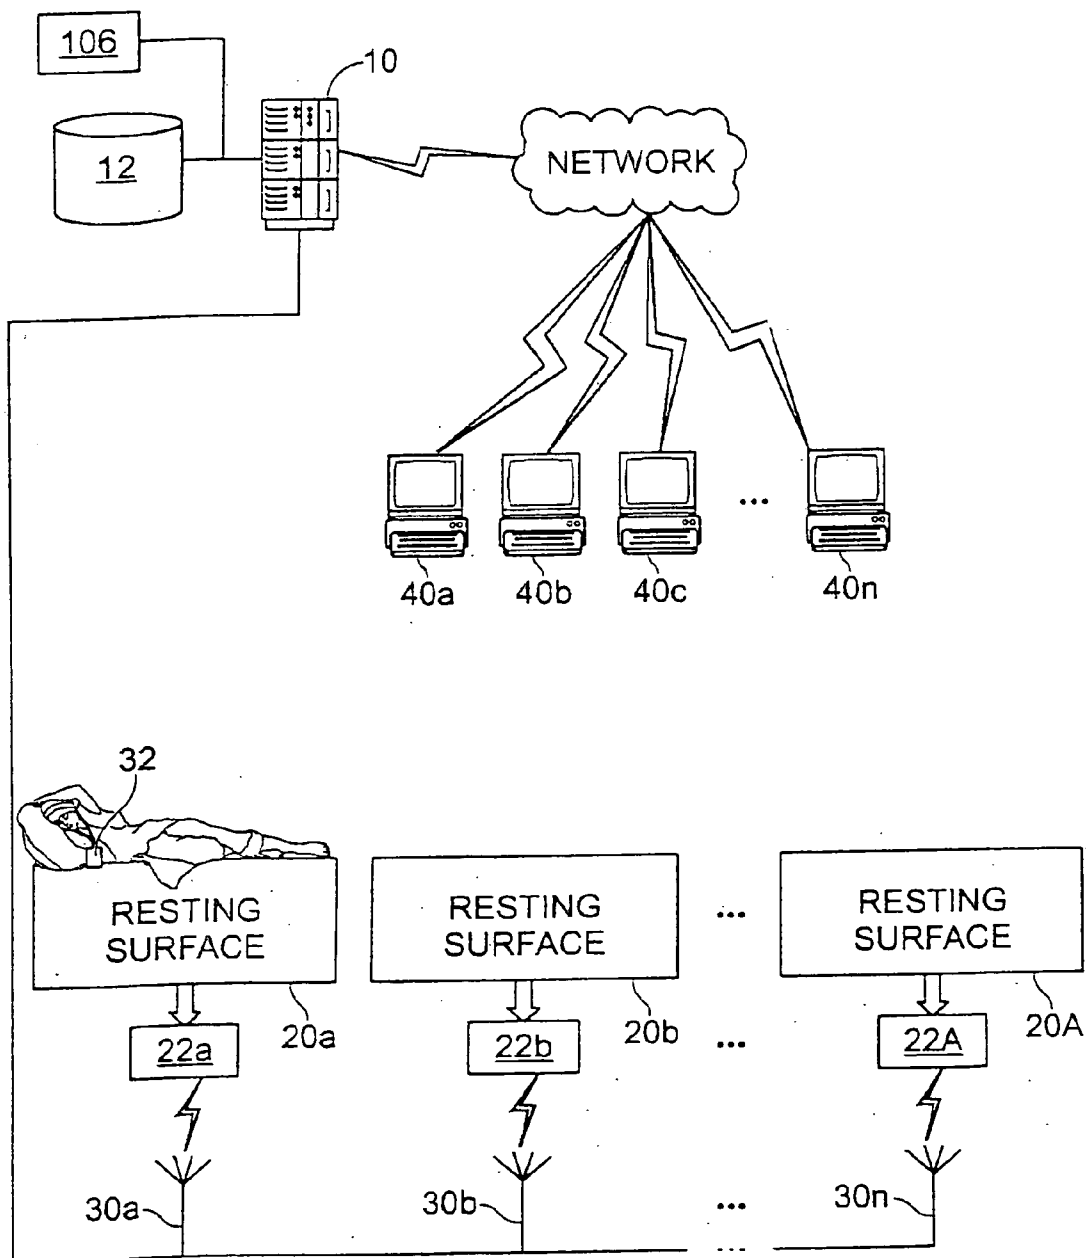 106
10
12
NETWORK
...
40a
40b
40c
40n
32
RESTING
SURFACE
RESTING
SURFACE
...
RESTING
SURFACE
20a
20b
20A
22a
22b
...
22A
30a
30b
...
30n
...